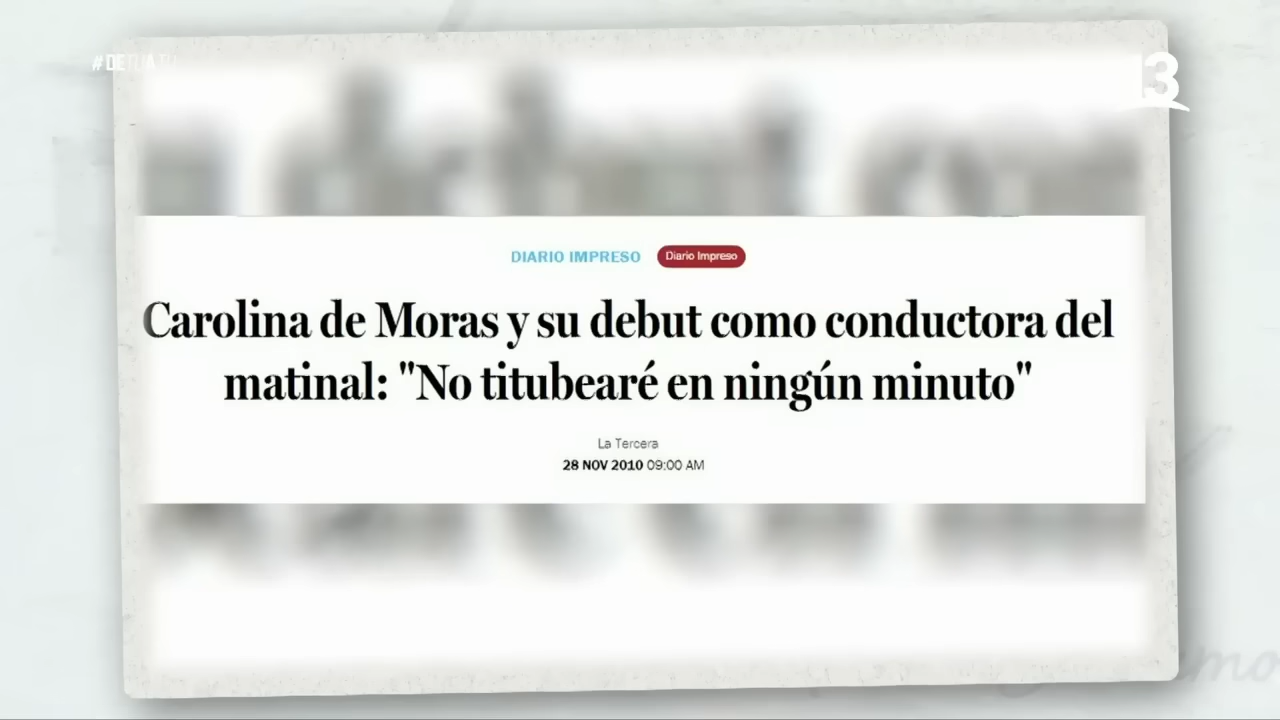 13
DIARIO IMPRESO Diario Impreso
Carolina de Moras y su debut como conductora del
matinal: "No titubearé en ningún minuto"
La Tercera
28 NOV 2010 09:00 AM